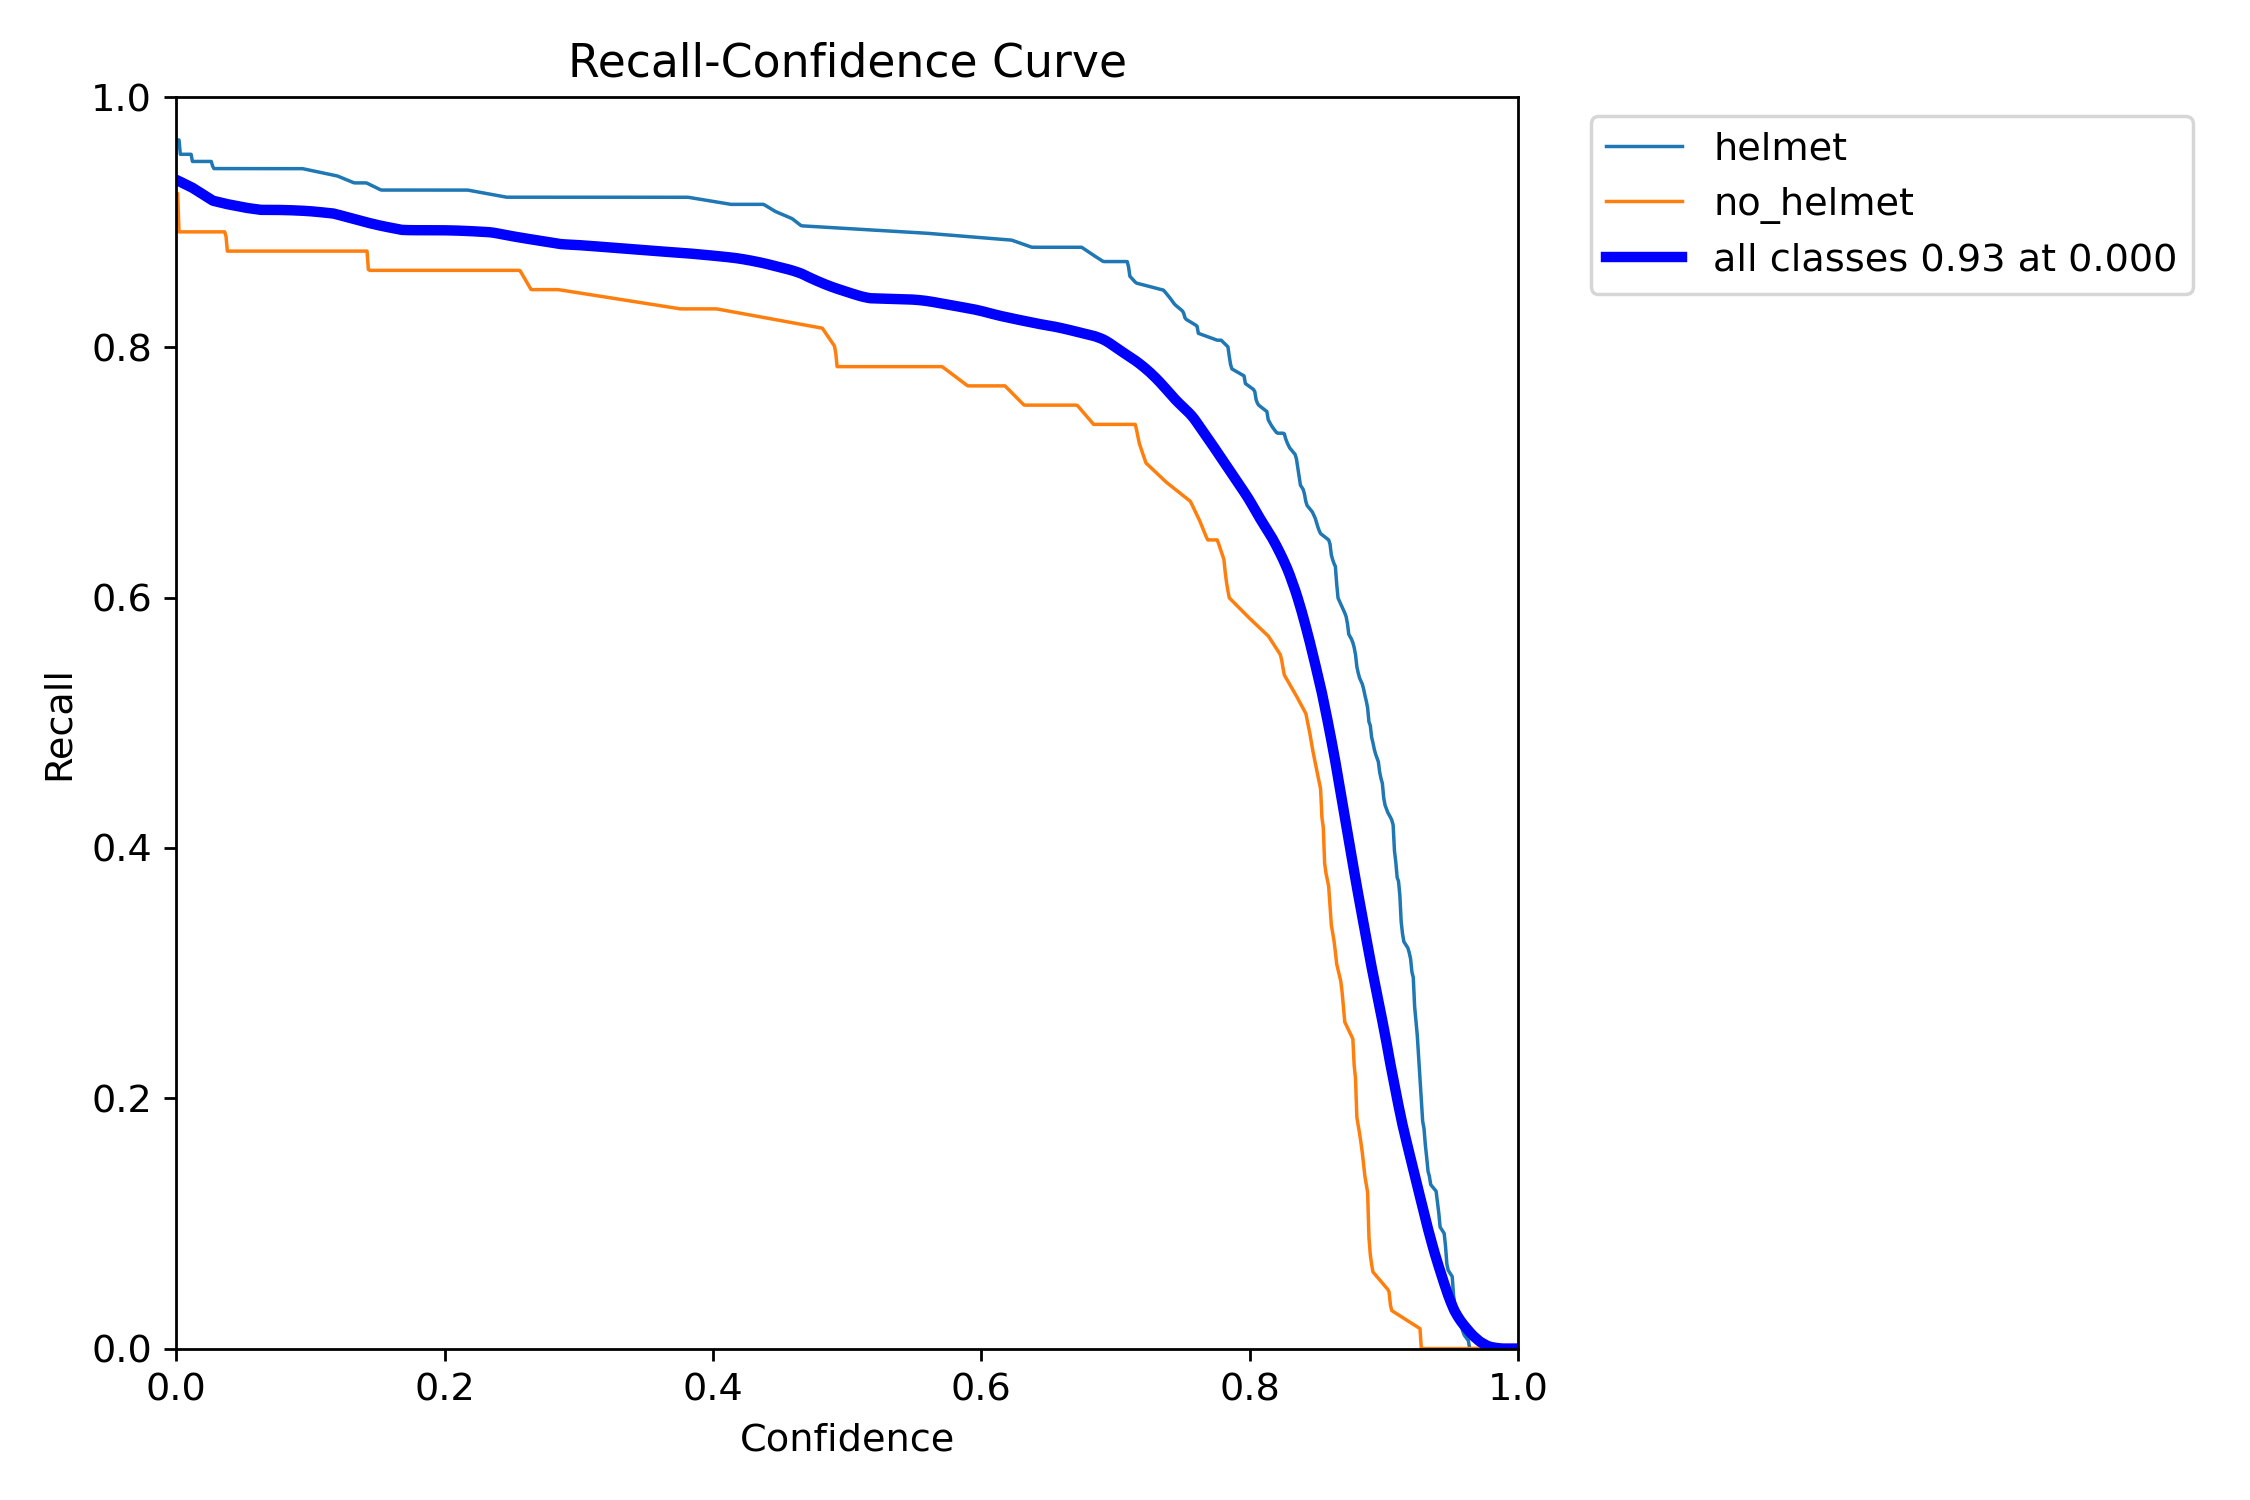 Recall-Confidence Curve
1.0
0.8
0.6
0.4
0.2
0.0
Recall
0.0 0.2 0.4 0.6 0.8 1.0
Confidence
helmet
no_helmet
all classes 0.93 at 0.000